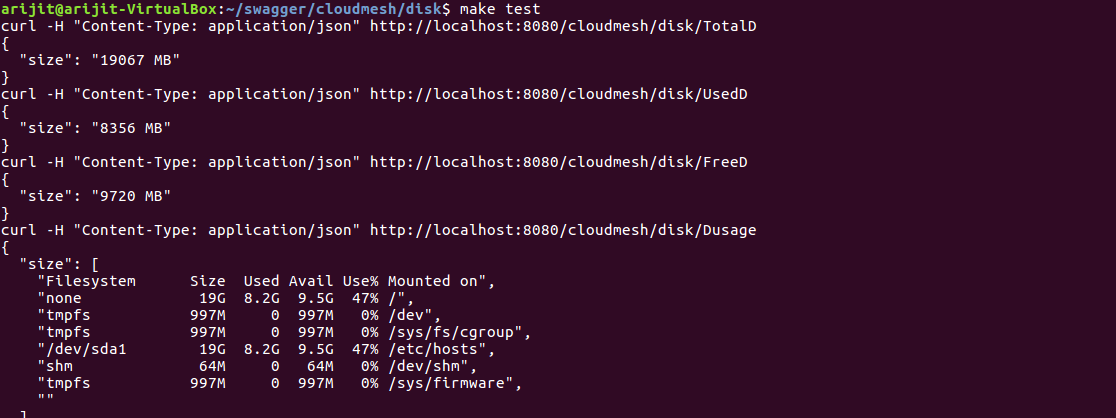 arijit@arijit-VirtualBox:~/swagger/cloudmesh/disk$ make test
curl -H "Content-Type: application/json" http://localhost:8080/cloudmesh/disk/TotalD
{
  "size": "19067 MB"
}
curl -H "Content-Type: application/json" http://localhost:8080/cloudmesh/disk/UsedD
{
  "size": "8356 MB"
}
curl -H "Content-Type: application/json" http://localhost:8080/cloudmesh/disk/FreeD
{
  "size": "9720 MB"
}
curl -H "Content-Type: application/json" http://localhost:8080/cloudmesh/disk/Dusage
{
  "size": [
    "Filesystem      Size  Used Avail Use% Mounted on",
    "none             19G  8.2G  9.5G  47% /",
    "tmpfs           997M     0  997M   0% /dev",
    "tmpfs           997M     0  997M   0% /sys/fs/cgroup",
    "/dev/sda1        19G  8.2G  9.5G  47% /etc/hosts",
    "shm              64M     0   64M   0% /dev/shm",
    "tmpfs           997M     0  997M   0% /sys/firmware",
    ""
  ]